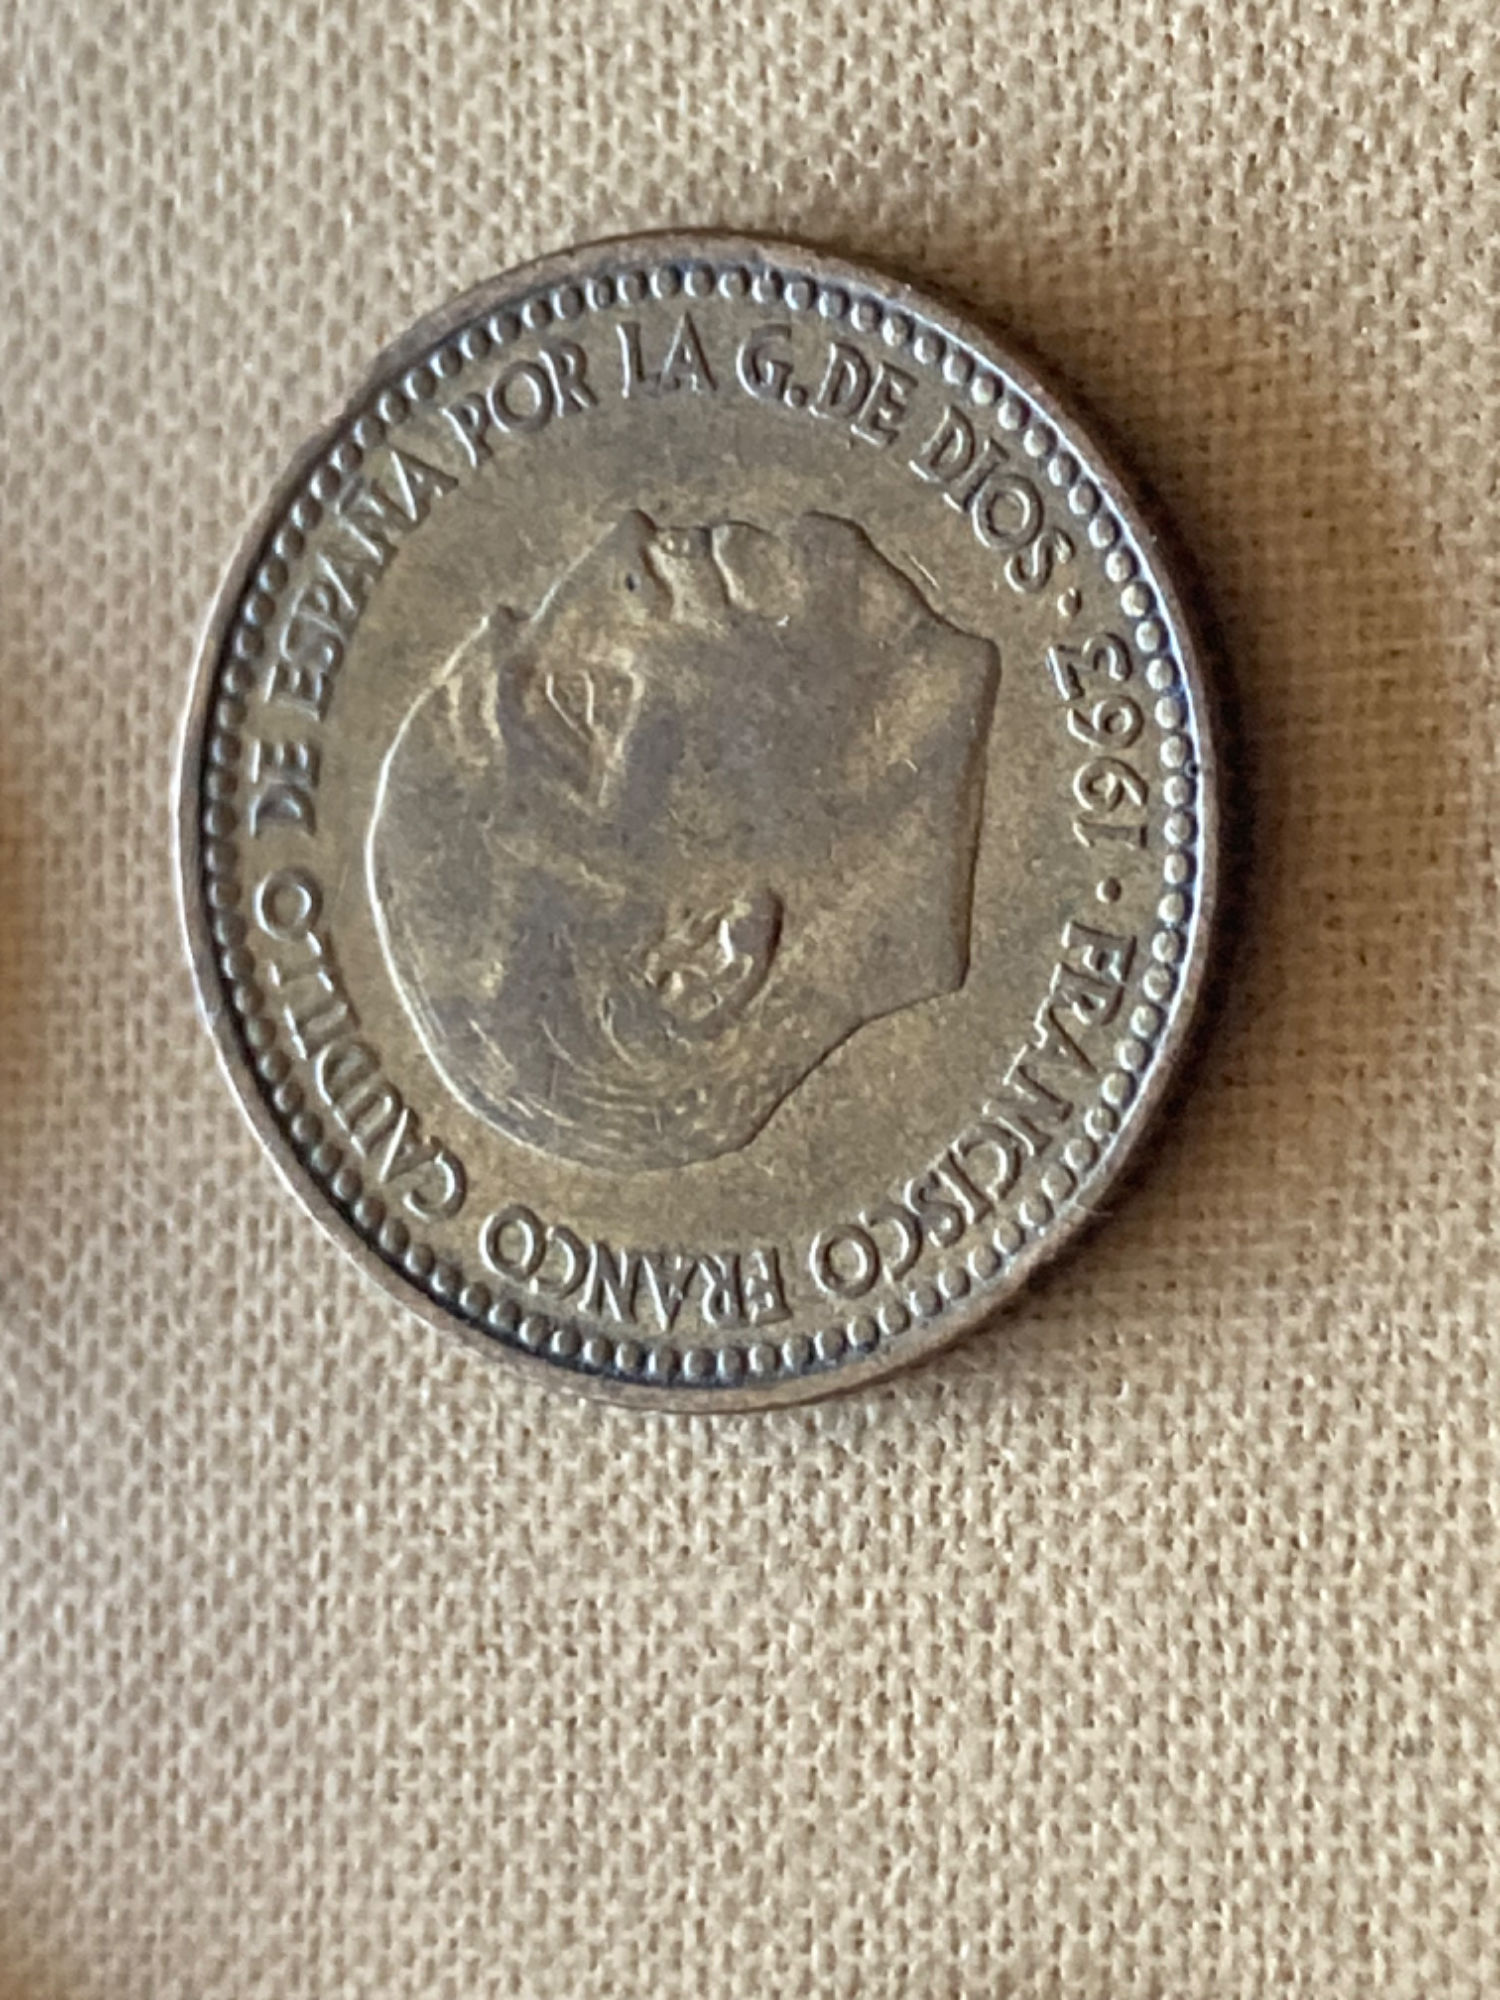 FRANCISCO FRANCO CAUDILLO DE ESPAÑA POR LA G. DE DIOS · 1963 ·